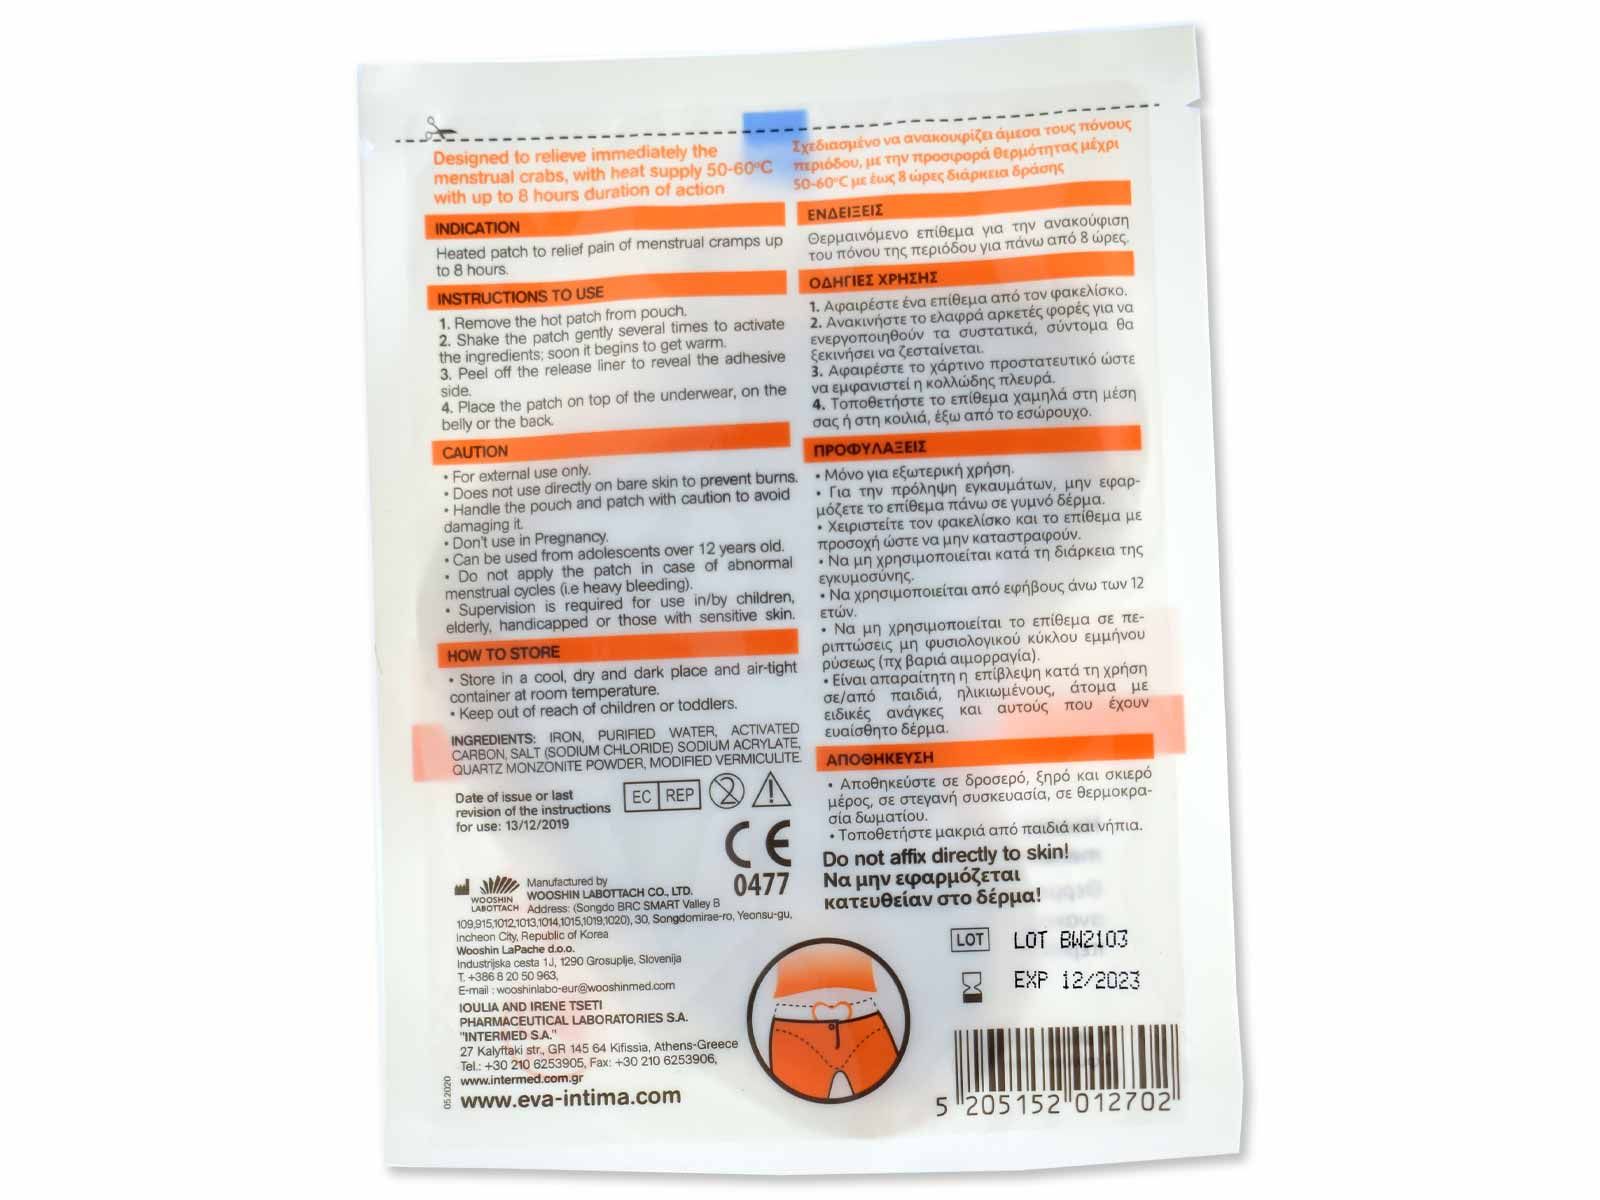 Designed to relieve immediately the
menstrual crabs, with heat supply 50-60°C
with up to 8 hours duration of action
INDICATION
Heated patch to relief pain of menstrual cramps up
to 8 hours.
INSTRUCTIONS TO USE
1. Remove the hot patch from pouch.
2. Shake the patch gently several times to activate
the ingredients; soon it begins to get warm.
3. Peel off the release liner to reveal the adhesive
side.
4. Place the patch on top of the underwear, on the
belly or the back.
CAUTION
• For external use only.
• Does not use directly on bare skin to prevent burns.
• Handle the pouch and patch with caution to avoid
damaging it.
• Don't use in Pregnancy.
• Can be used from adolescents over 12 years old.
• Do not apply the patch in case of abnormal
menstrual cycles (i.e heavy bleeding).
• Supervision is required for use in/by children,
elderly, handicapped or those with sensitive skin.
HOW TO STORE
• Store in a cool, dry and dark place and air-tight
container at room temperature.
• Keep out of reach of children or toddlers.
INGREDIENTS: IRON, PURIFIED WATER, ACTIVATED
CARBON, SALT (SODIUM CHLORIDE) SODIUM ACRYLATE,
QUARTZ MONZONITE POWDER, MODIFIED VERMICULITE.
Date of issue or last
revision of the instructions
for use: 13/12/2019
EC REP
2
CE
0477
WOOSHIN
LABOTTACH
Manufactured by
WOOSHIN LABOTTACH CO., LTD.
Address: (Songdo BRC SMART Valley B
109,915,1012,1013,1014,1015,1019,1020), 30, Songdomirae-ro, Yeonsu-gu,
Incheon City, Republic of Korea
Wooshin LaPache d.o.o.
Industrijska cesta 1J, 1290 Grosuplje, Slovenija
T. +386 8 20 50 963,
E-mail : wooshinlabo-eur@wooshinmed.com
IOULIA AND IRENE TSETI
PHARMACEUTICAL LABORATORIES S.A.
"INTERMED S.A."
27 Kalyftaki str., GR 145 64 Kifissia, Athens-Greece
Tel.: +30 210 6253905, Fax: +30 210 6253906,
www.intermed.com.gr
www.eva-intima.com
05 2020
Σχεδιασμένο να ανακουφίζει άμεσα τους πόνους
περιόδου, με την προσφορά θερμότητας μέχρι
50-60°C με έως 8 ώρες διάρκεια δράσης
ΕΝΔΕΙΞΕΙΣ
Θερμαινόμενο επίθεμα για την ανακούφιση
του πόνου της περιόδου για πάνω από 8 ώρες.
ΟΔΗΓΙΕΣ ΧΡΗΣΗΣ
1. Αφαιρέστε ένα επίθεμα από τον φακελίσκο.
2. Ανακινήστε το ελαφρά αρκετές φορές για να
ενεργοποιηθούν τα συστατικά, σύντομα θα
ξεκινήσει να ζεσταίνεται.
3. Αφαιρέστε το χάρτινο προστατευτικό ώστε
να εμφανιστεί η κολλώδης πλευρά.
4. Τοποθετήστε το επίθεμα χαμηλά στη μέση
σας ή στη κοιλιά, έξω από το εσώρουχο.
ΠΡΟΦΥΛΑΞΕΙΣ
• Μόνο για εξωτερική χρήση.
• Για την πρόληψη εγκαυμάτων, μην εφαρ-
μόζετε το επίθεμα πάνω σε γυμνό δέρμα.
• Χειριστείτε τον φακελίσκο και το επίθεμα με
προσοχή ώστε να μην καταστραφούν.
• Να μη χρησιμοποιείται κατά τη διάρκεια της
εγκυμοσύνης.
• Να χρησιμοποιείται από εφήβους άνω των 12
ετών.
• Να μη χρησιμοποιείται το επίθεμα σε πε-
ριπτώσεις μη φυσιολογικού κύκλου εμμήνου
ρύσεως (πχ βαριά αιμορραγία).
• Είναι απαραίτητη η επίβλεψη κατά τη χρήση
σε/από παιδιά, ηλικιωμένους, άτομα με
ειδικές ανάγκες και αυτούς που έχουν
ευαίσθητο δέρμα.
ΑΠΟΘΗΚΕΥΣΗ
• Αποθηκεύστε σε δροσερό, ξηρό και σκιερό
μέρος, σε στεγανή συσκευασία, σε θερμοκρα-
σία δωματίου.
• Τοποθετήστε μακριά από παιδιά και νήπια.
Do not affix directly to skin!
Να μην εφαρμόζεται
κατευθείαν στο δέρμα!
LOT LOT BW2103
EXP 12/2023
5 205152 012702